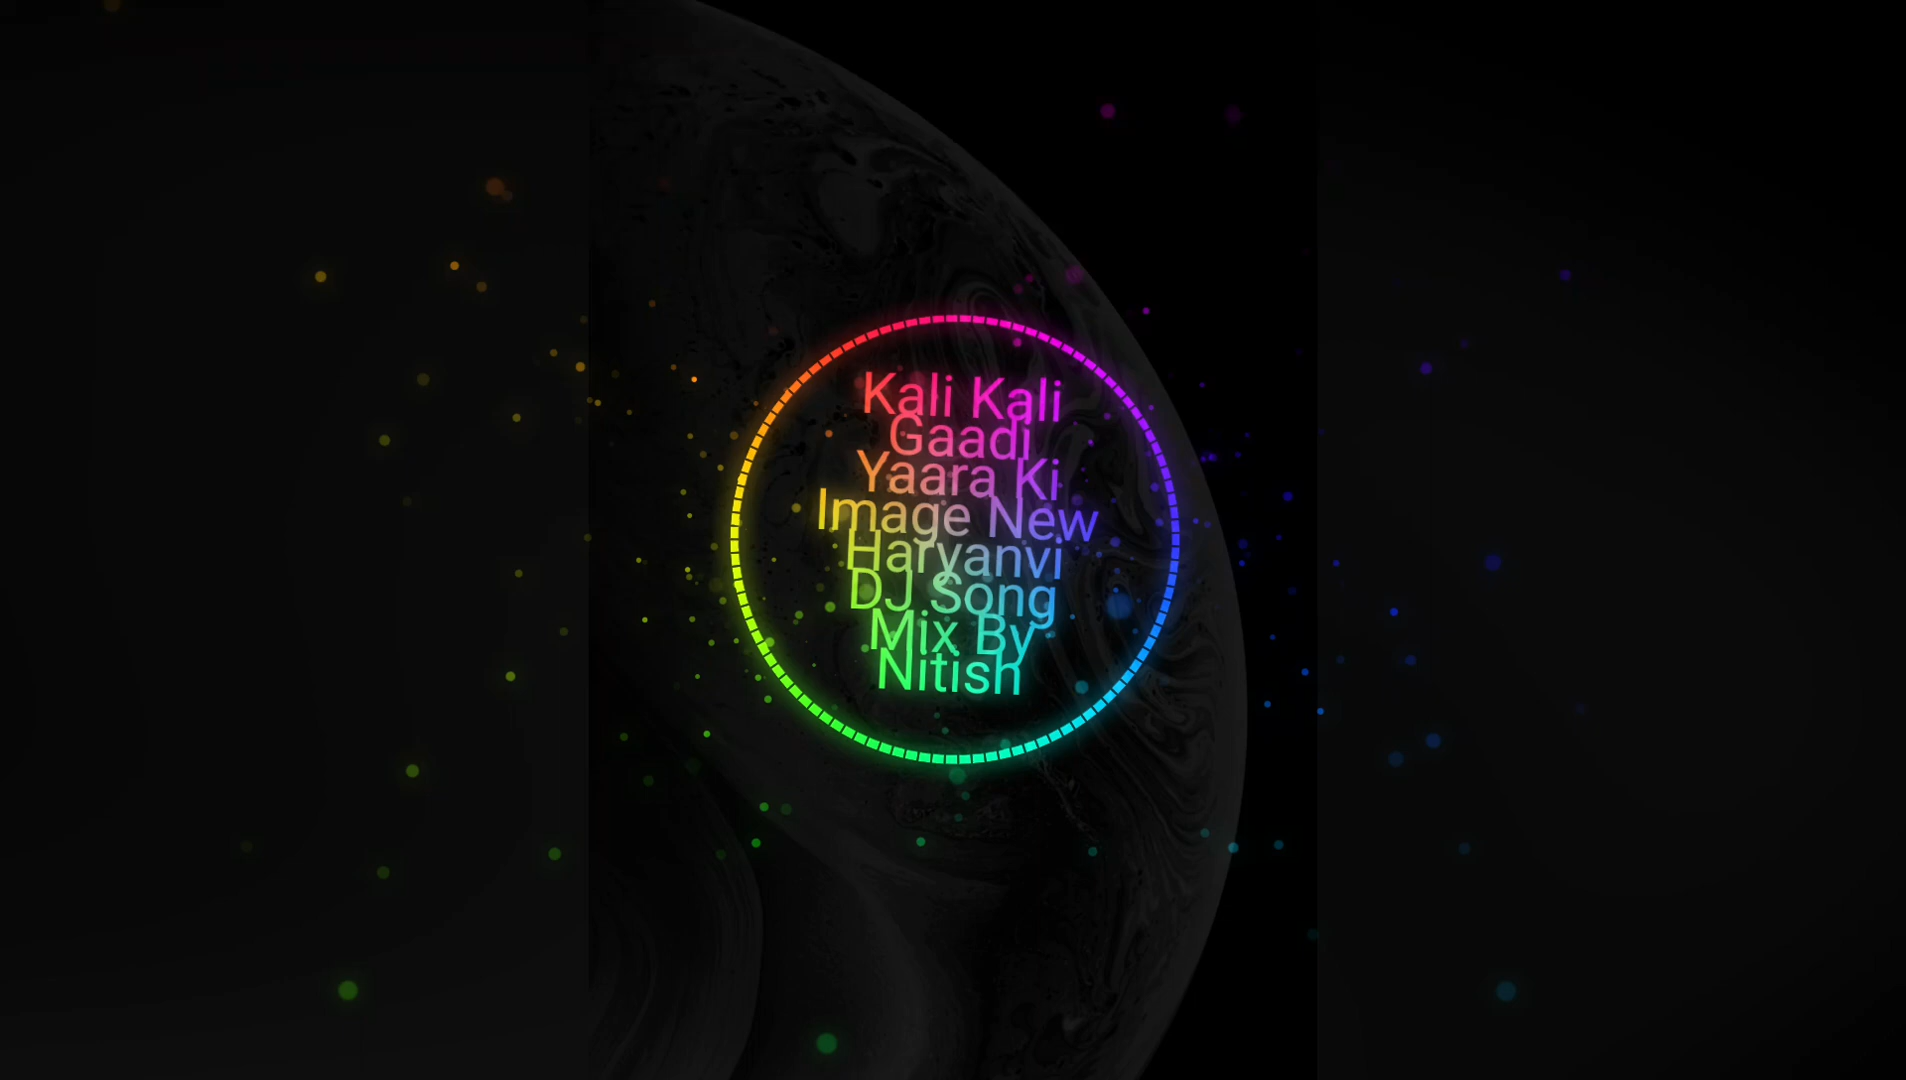 Kali Kali
Gaadi
Yaara Ki
Image New
Haryanvi
DJ Song
Mix By
Nitish